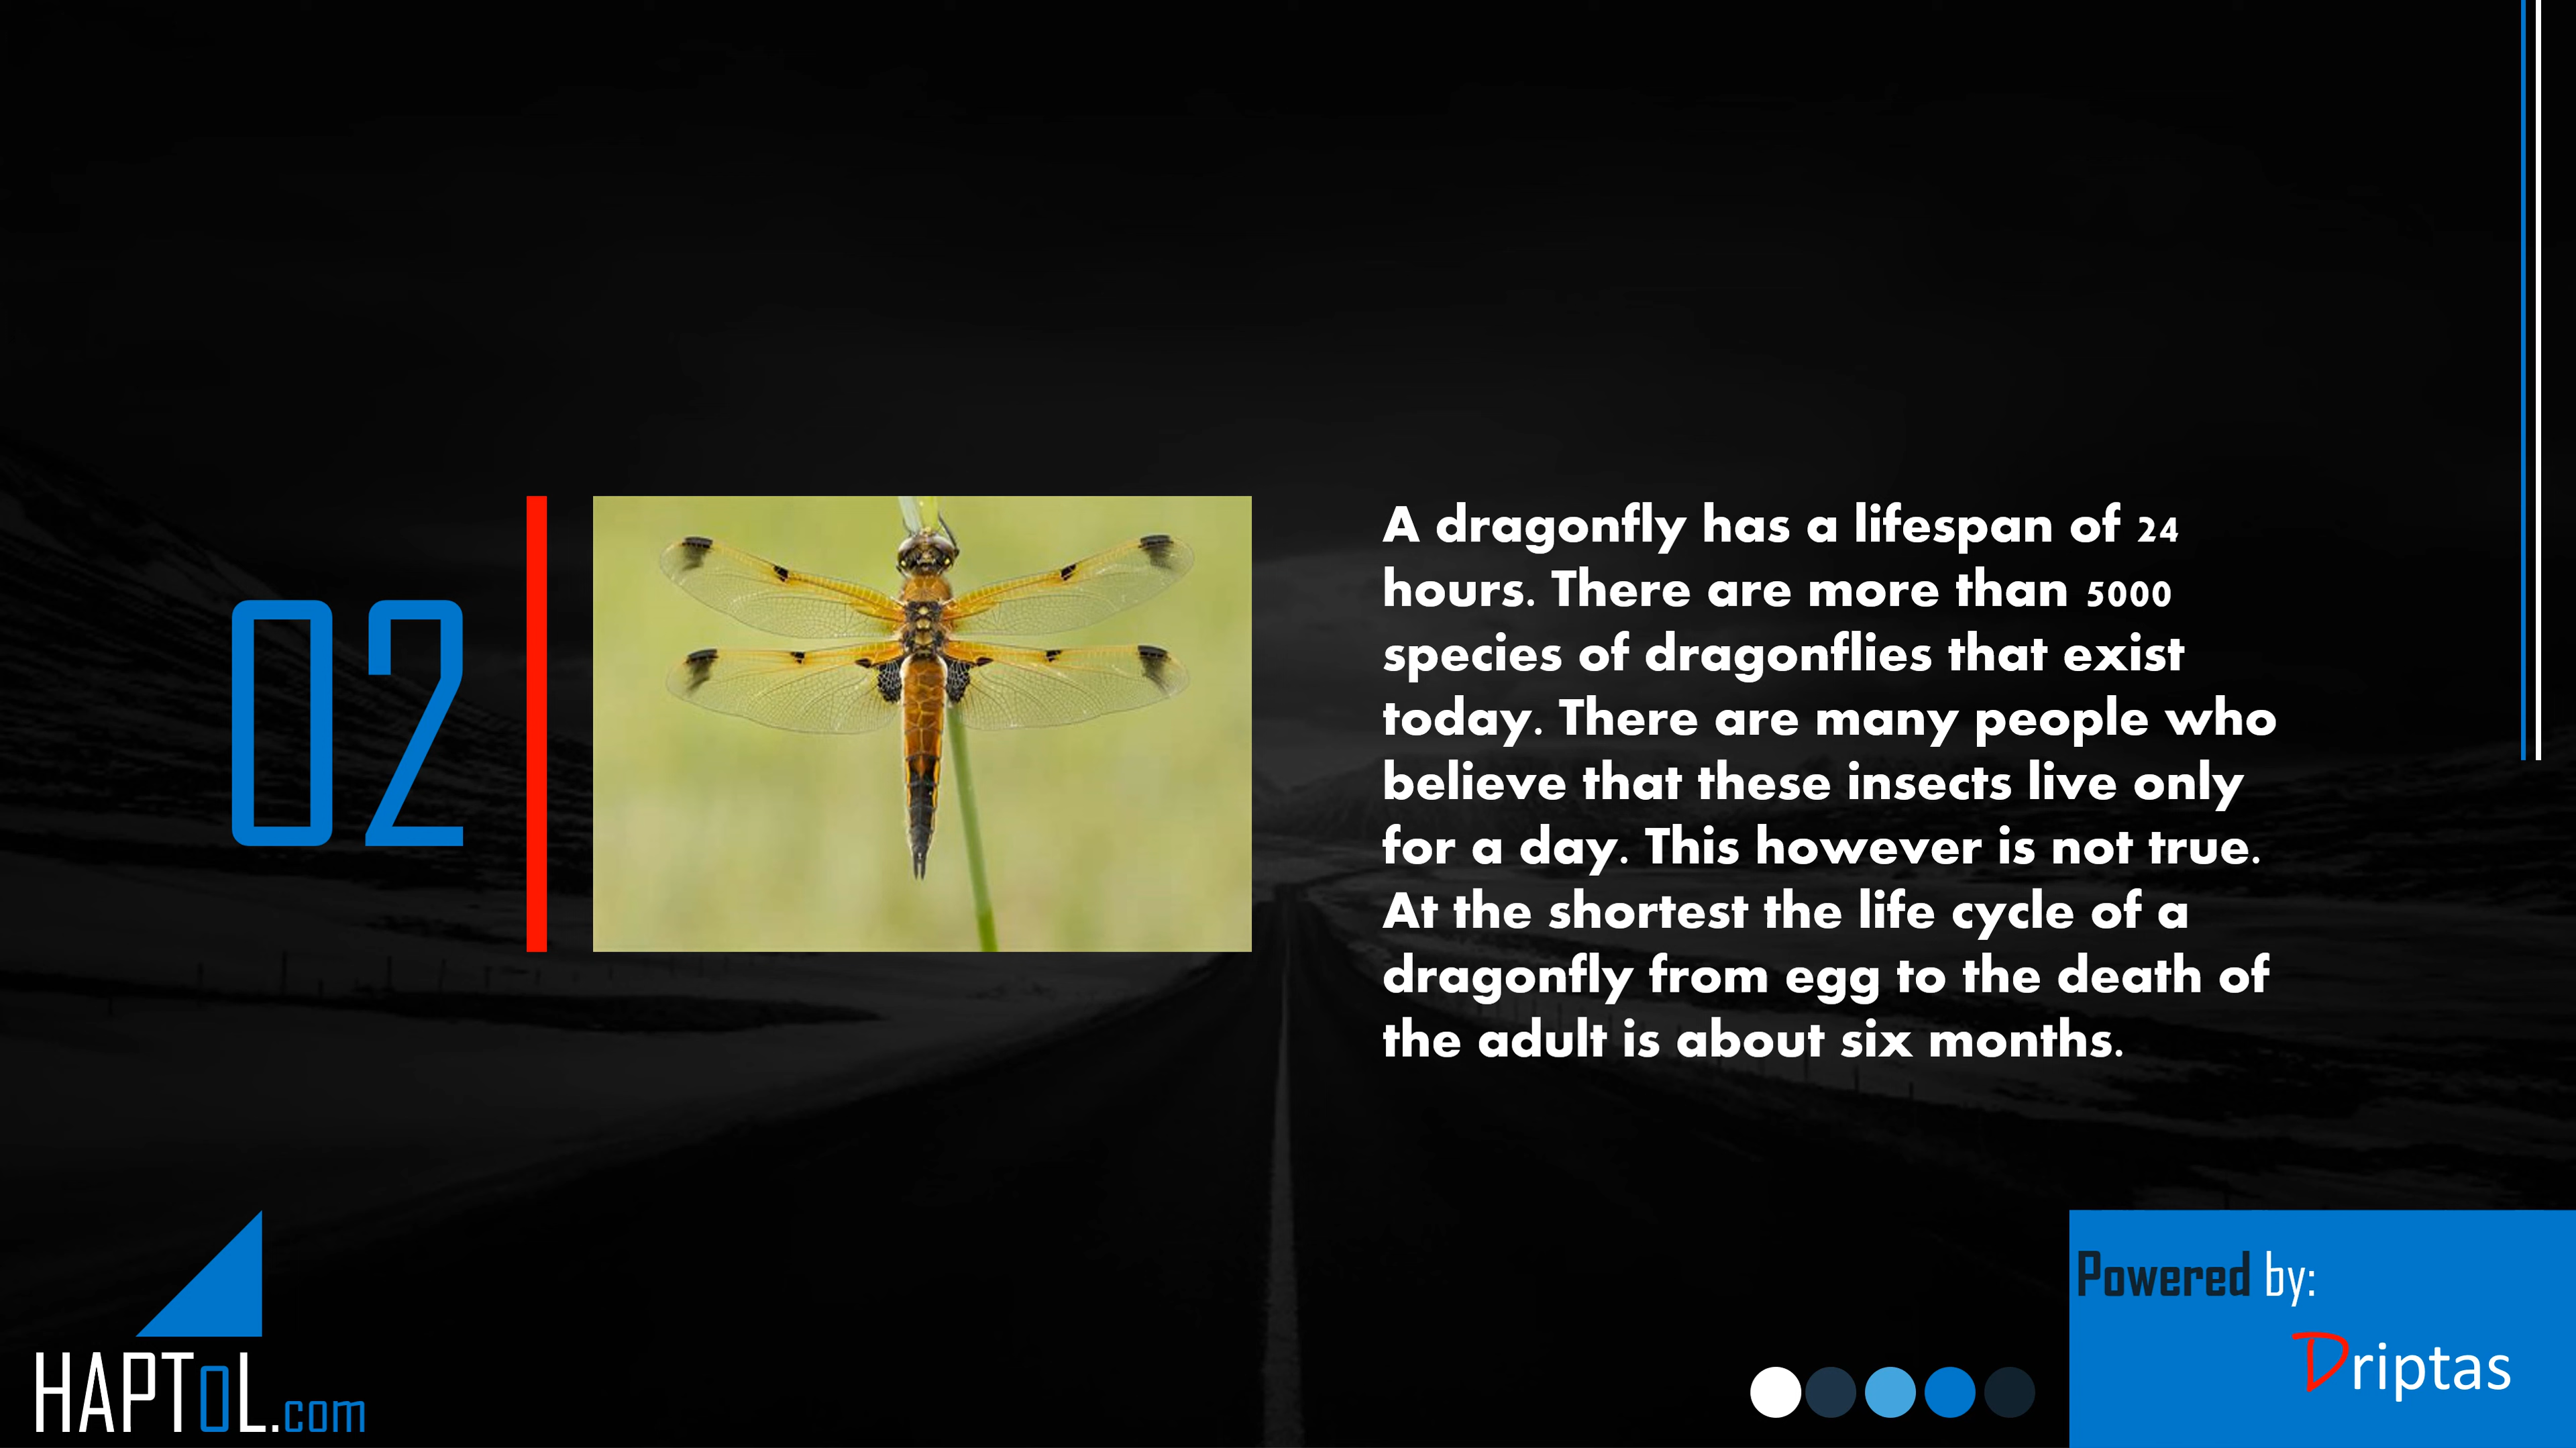 02
A dragonfly has a lifespan of 24
hours. There are more than 5000
species of dragonflies that exist
today. There are many people who
believe that these insects live only
for a day. This however is not true.
At the shortest the life cycle of a
dragonfly from egg to the death of
the adult is about six months.
HAPToL.com
Powered by:
Driptas